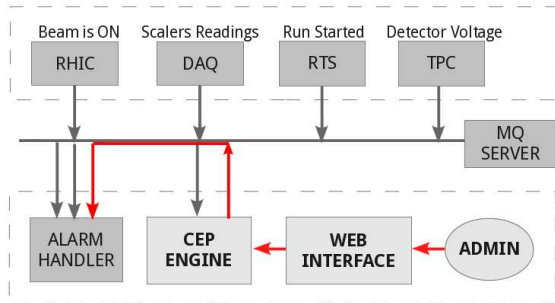 Beam is ON Scalers Readings Run Started Detector Voltage
RHIC DAQ RTS TPC
MQ
SERVER
ALARM
HANDLER
CEP
ENGINE
WEB
INTERFACE
ADMIN